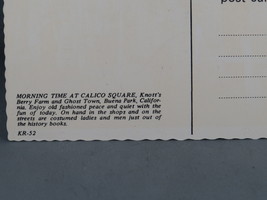 post car
MORNING TIME AT CALICO SQUARE, Knott's
Berry Farm and Ghost Town, Buena Park, Califor-
nia. Enjoy old fashioned peace and quiet with the
fun of today. On hand in the shops and on the
streets are costumed ladies and men just out of
the history books.
KR-52